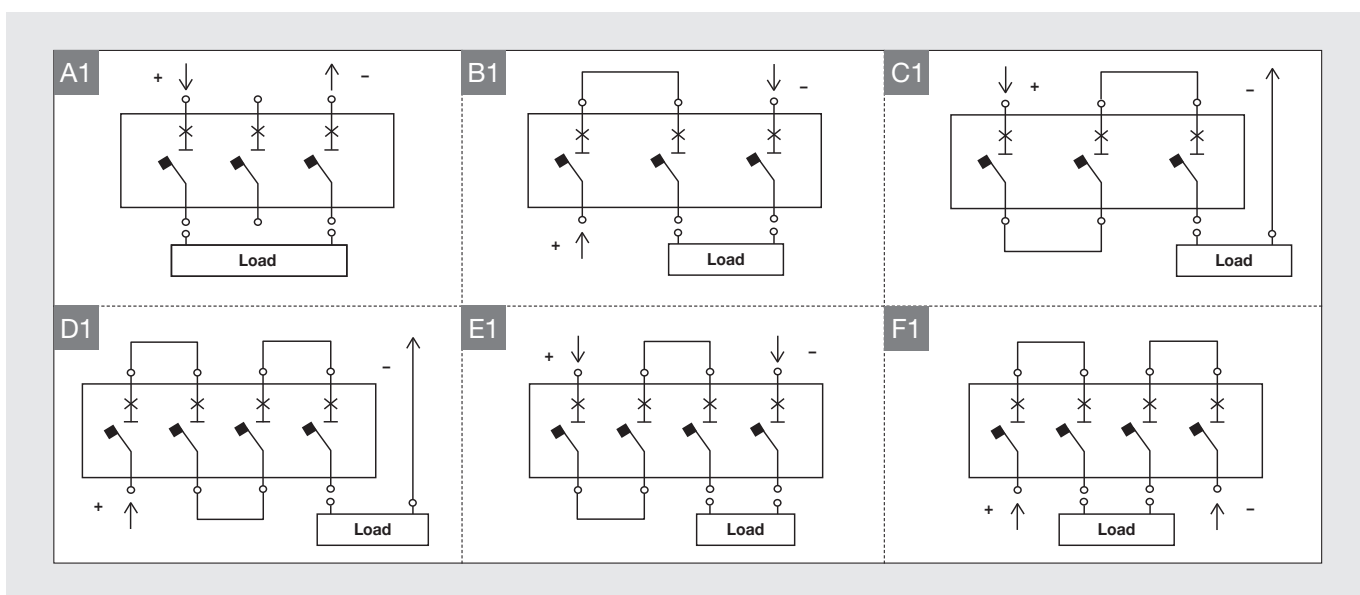 A1
+ –
Load
B1
–
+
Load
C1
+ –
Load
D1
–
+
Load
E1
+ –
Load
F1
+ –
Load